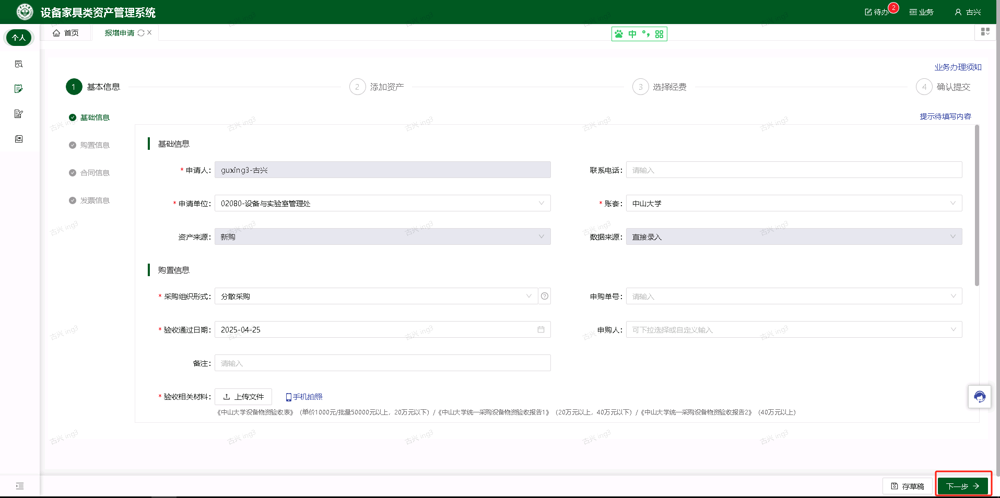 设备家具类资产管理系统
待办 2 业务 古兴
个人 首页 报增申请 中
业务办理须知
1 基本信息 2 添加资产 3 选择经费 4 确认提交
基础信息
提示待填写内容
购置信息
合同信息
发票信息
基础信息
* 申请人： guxing3-古兴 联系电话： 请输入
* 申请单位： 02080-设备与实验室管理处 * 账套： 中山大学
资产来源： 新购 数据来源： 直接录入
购置信息
* 采购组织形式： 分散采购 申购单号： 请输入
* 验收通过日期： 2025-04-25 申购人： 可下拉选择或自定义输入
备注： 请输入
* 验收相关材料： 上传文件 手机拍照
《中山大学设备物资验收表》（单价1000元/批量50000元以上，20万元以下）/《中山大学统一采购设备物资验收报告1》（20万元以上，40万元以下）/《中山大学统一采购设备物资验收报告2》（40万元以上）
存草稿 下一步
古兴 ing3